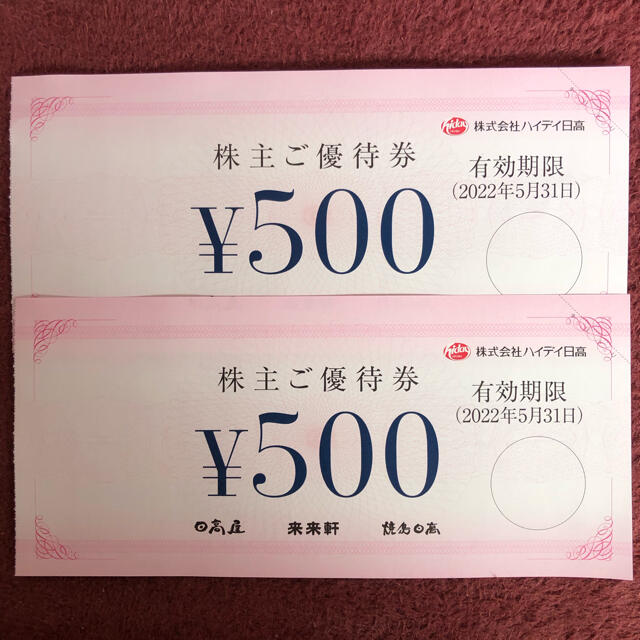 Hiday 株式会社ハイデイ日高
株主ご優待券
有効期限
(2022年5月31日)
¥500
Hiday 株式会社ハイデイ日高
株主ご優待券
有効期限
(2022年5月31日)
¥500
日高屋 来来軒 焼鳥日高